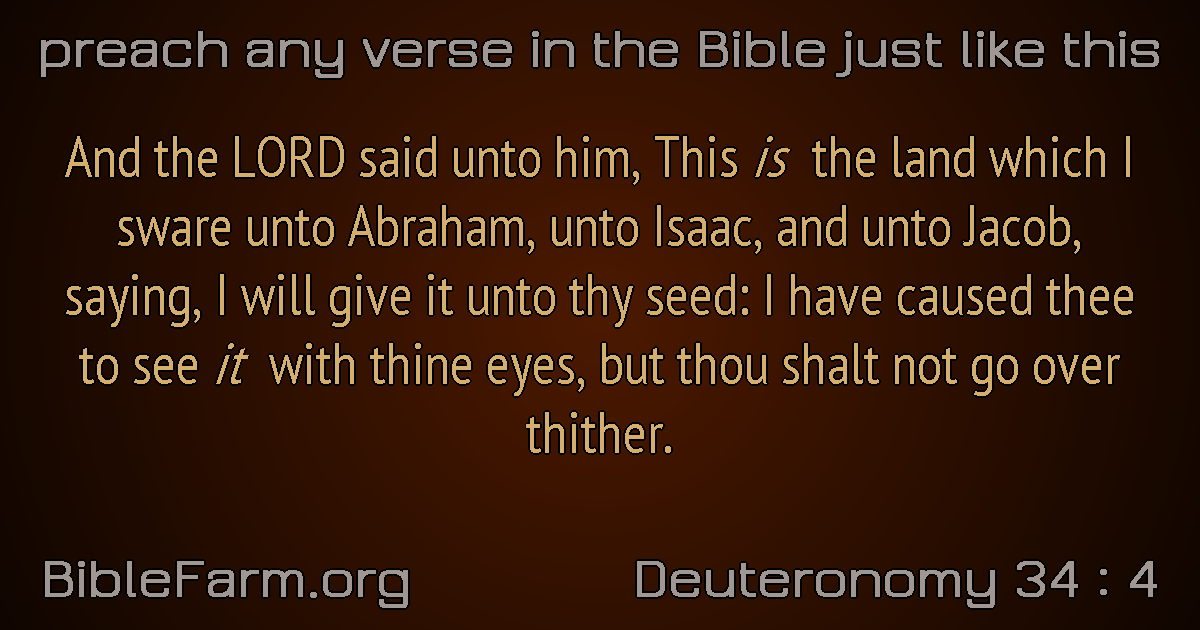 preach any verse in the Bible just like this
And the LORD said unto him, This is the land which I
sware unto Abraham, unto Isaac, and unto Jacob,
saying, I will give it unto thy seed: I have caused thee
to see it with thine eyes, but thou shalt not go over
thither.
BibleFarm.org
Deuteronomy 34 : 4